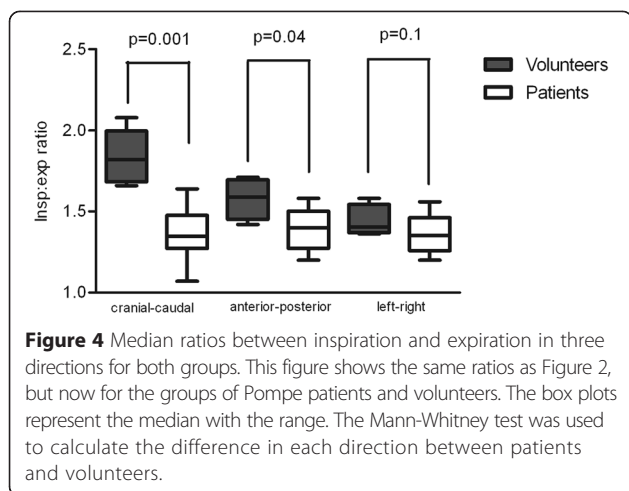 p=0.001 p=0.04 p=0.1
Volunteers
Patients
Insp:exp ratio
2.5
2.0
1.5
1.0
cranial-caudal anterior-posterior left-right
Figure 4 Median ratios between inspiration and expiration in three
directions for both groups. This figure shows the same ratios as Figure 2,
but now for the groups of Pompe patients and volunteers. The box plots
represent the median with the range. The Mann-Whitney test was used
to calculate the difference in each direction between patients
and volunteers.